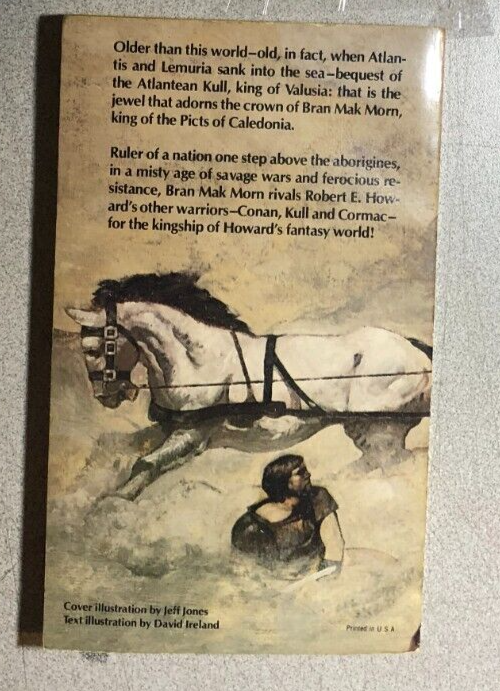 Older than this world—old, in fact, when Atlan-
tis and Lemuria sank into the sea—bequest of
the Atlantean Kull, king of Valusia: that is the
jewel that adorns the crown of Bran Mak Morn,
king of the Picts of Caledonia.
Ruler of a nation one step above the aborigines,
in a misty age of savage wars and ferocious re-
sistance, Bran Mak Morn rivals Robert E. How-
ard's other warriors—Conan, Kull and Cormac—
for the kingship of Howard's fantasy world!
Cover illustration by Jeff Jones
Text illustration by David Ireland
Printed in U S A